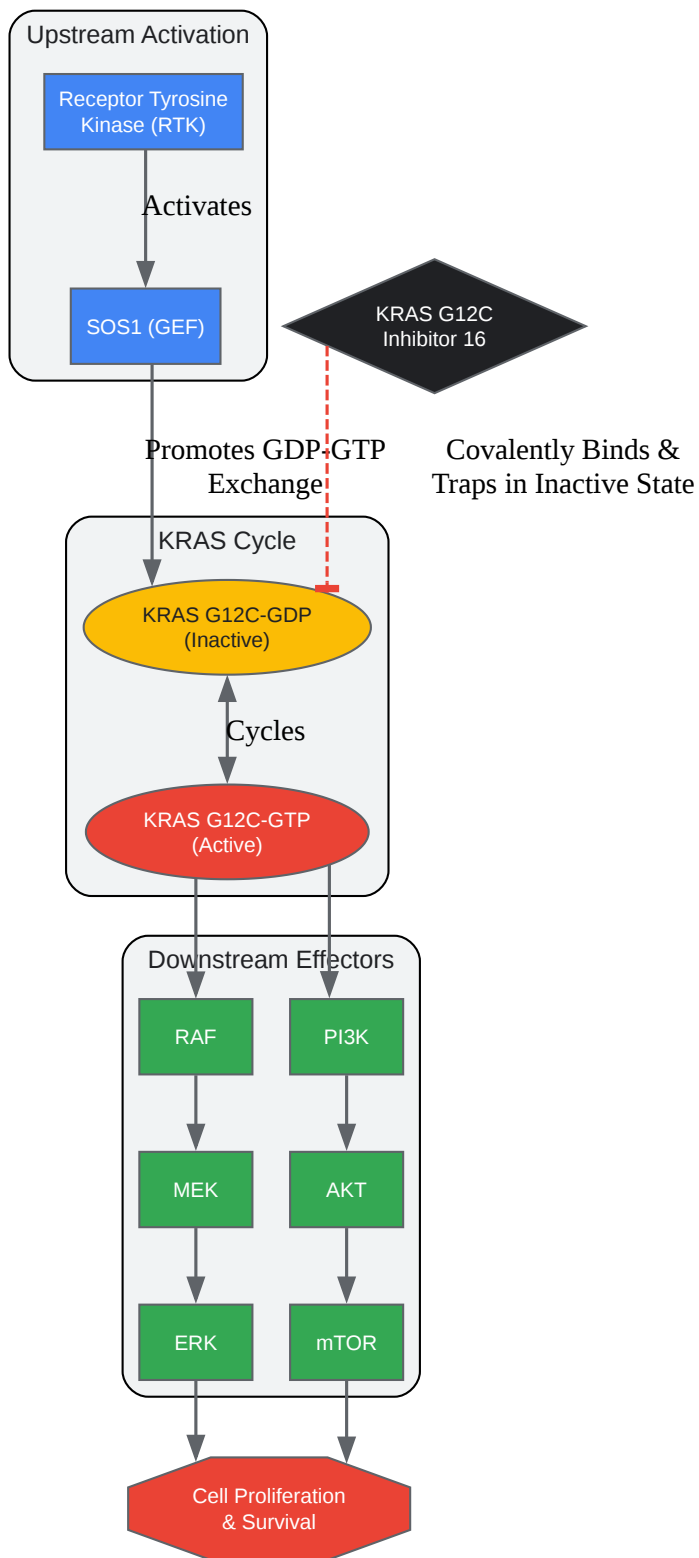 Upstream Activation
Receptor Tyrosine
Kinase (RTK)
Activates
SOS1 (GEF)
KRAS G12C
Inhibitor 16
Promotes GDP-GTP
Exchange
Covalently Binds &
Traps in Inactive State
KRAS Cycle
KRAS G12C-GDP
(Inactive)
Cycles
KRAS G12C-GTP
(Active)
Downstream Effectors
RAF
PI3K
MEK
AKT
ERK
mTOR
Cell Proliferation
& Survival